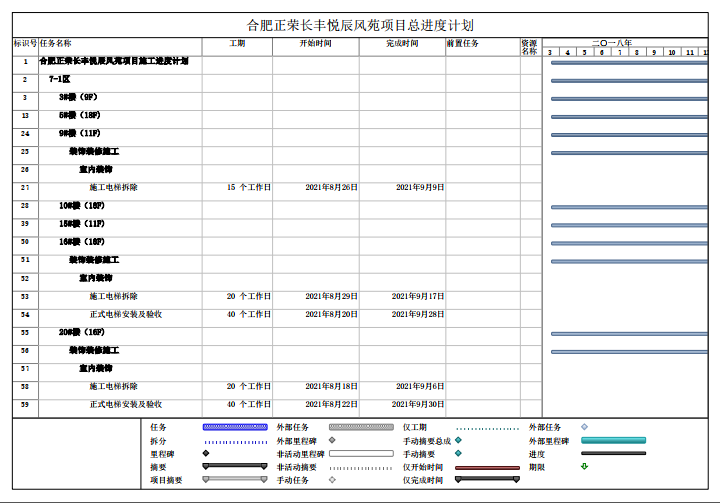 合肥正荣长丰悦辰风苑项目总进度计划
标识号 任务名称 工期 开始时间 完成时间 前置任务 资源名称 二〇一八年
3 4 5 6 7 8 9 10 11 1
1 合肥正荣长丰悦辰风苑项目施工进度计划
2 7-1区
3 3#楼（9F）
13 5#楼（18F）
24 9#楼（11F）
25 装饰装修施工
26 室内装饰
27 施工电梯拆除 15 个工作日 2021年8月26日 2021年9月9日
28 10#楼（18F）
39 15#楼（11F）
50 16#楼（18F）
51 装饰装修施工
52 室内装饰
53 施工电梯拆除 20 个工作日 2021年8月29日 2021年9月17日
54 正式电梯安装及验收 40 个工作日 2021年8月20日 2021年9月28日
55 20#楼（16F）
56 装饰装修施工
57 室内装饰
58 施工电梯拆除 20 个工作日 2021年8月18日 2021年9月6日
59 正式电梯安装及验收 40 个工作日 2021年8月22日 2021年9月30日
任务 外部任务 仅工期 外部任务
拆分 外部里程碑 手动摘要总成 外部里程碑
里程碑 非活动里程碑 手动摘要 进度
摘要 非活动摘要 仅开始时间 期限
项目摘要 手动任务 仅完成时间